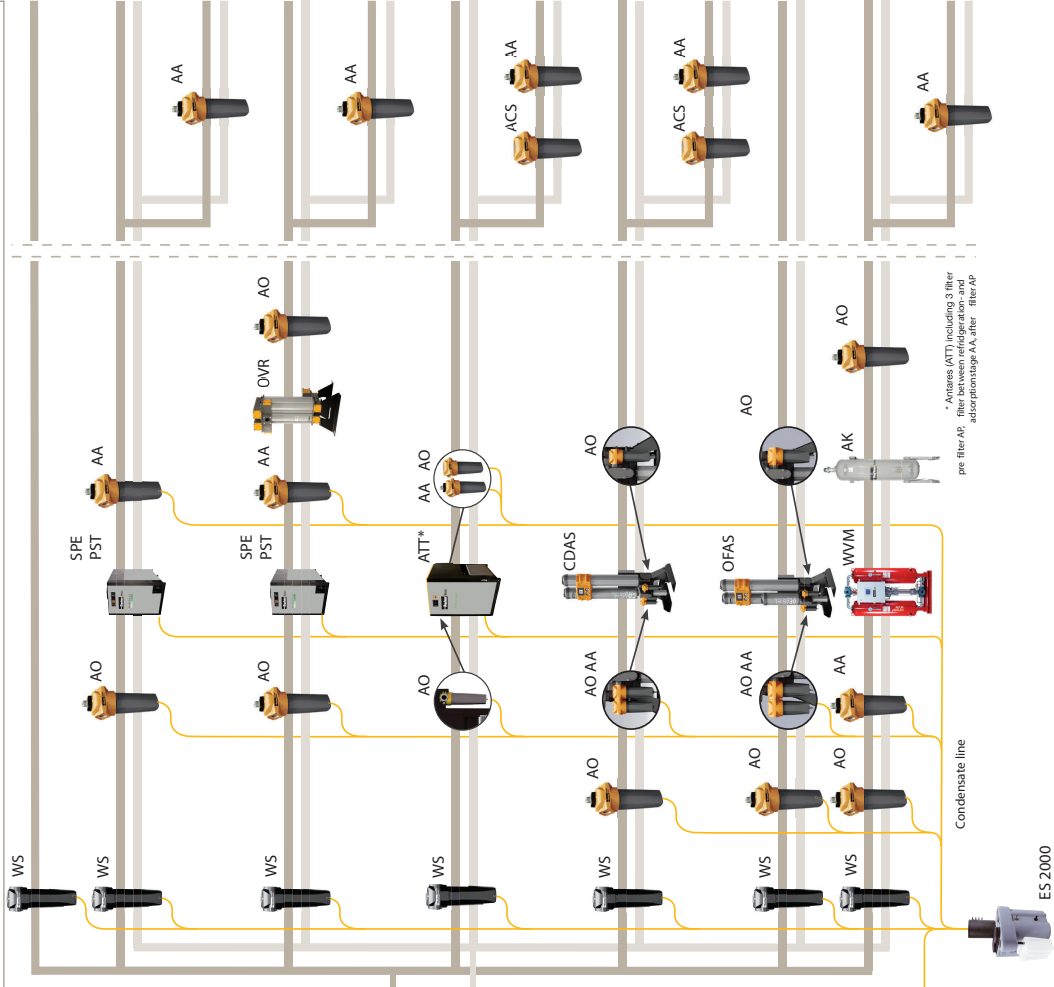 AA
AA
AA
ACS
AA
ACS
AA
AO
OVR
AO
* Antares (ATT) including 3 filter
pre filter AP, filter between refridgeration- and
adsorptionstage AA, after filter AP
AA
AA
AO
AA
AO
AO
AK
SPE
PST
SPE
PST
ATT*
CDAS
OFAS
WVM
AO
AO
AO
AO AA
AO AA
AA
AO
AO
AO
Condensate line
WS
WS
WS
WS
WS
WS
WS
ES 2000